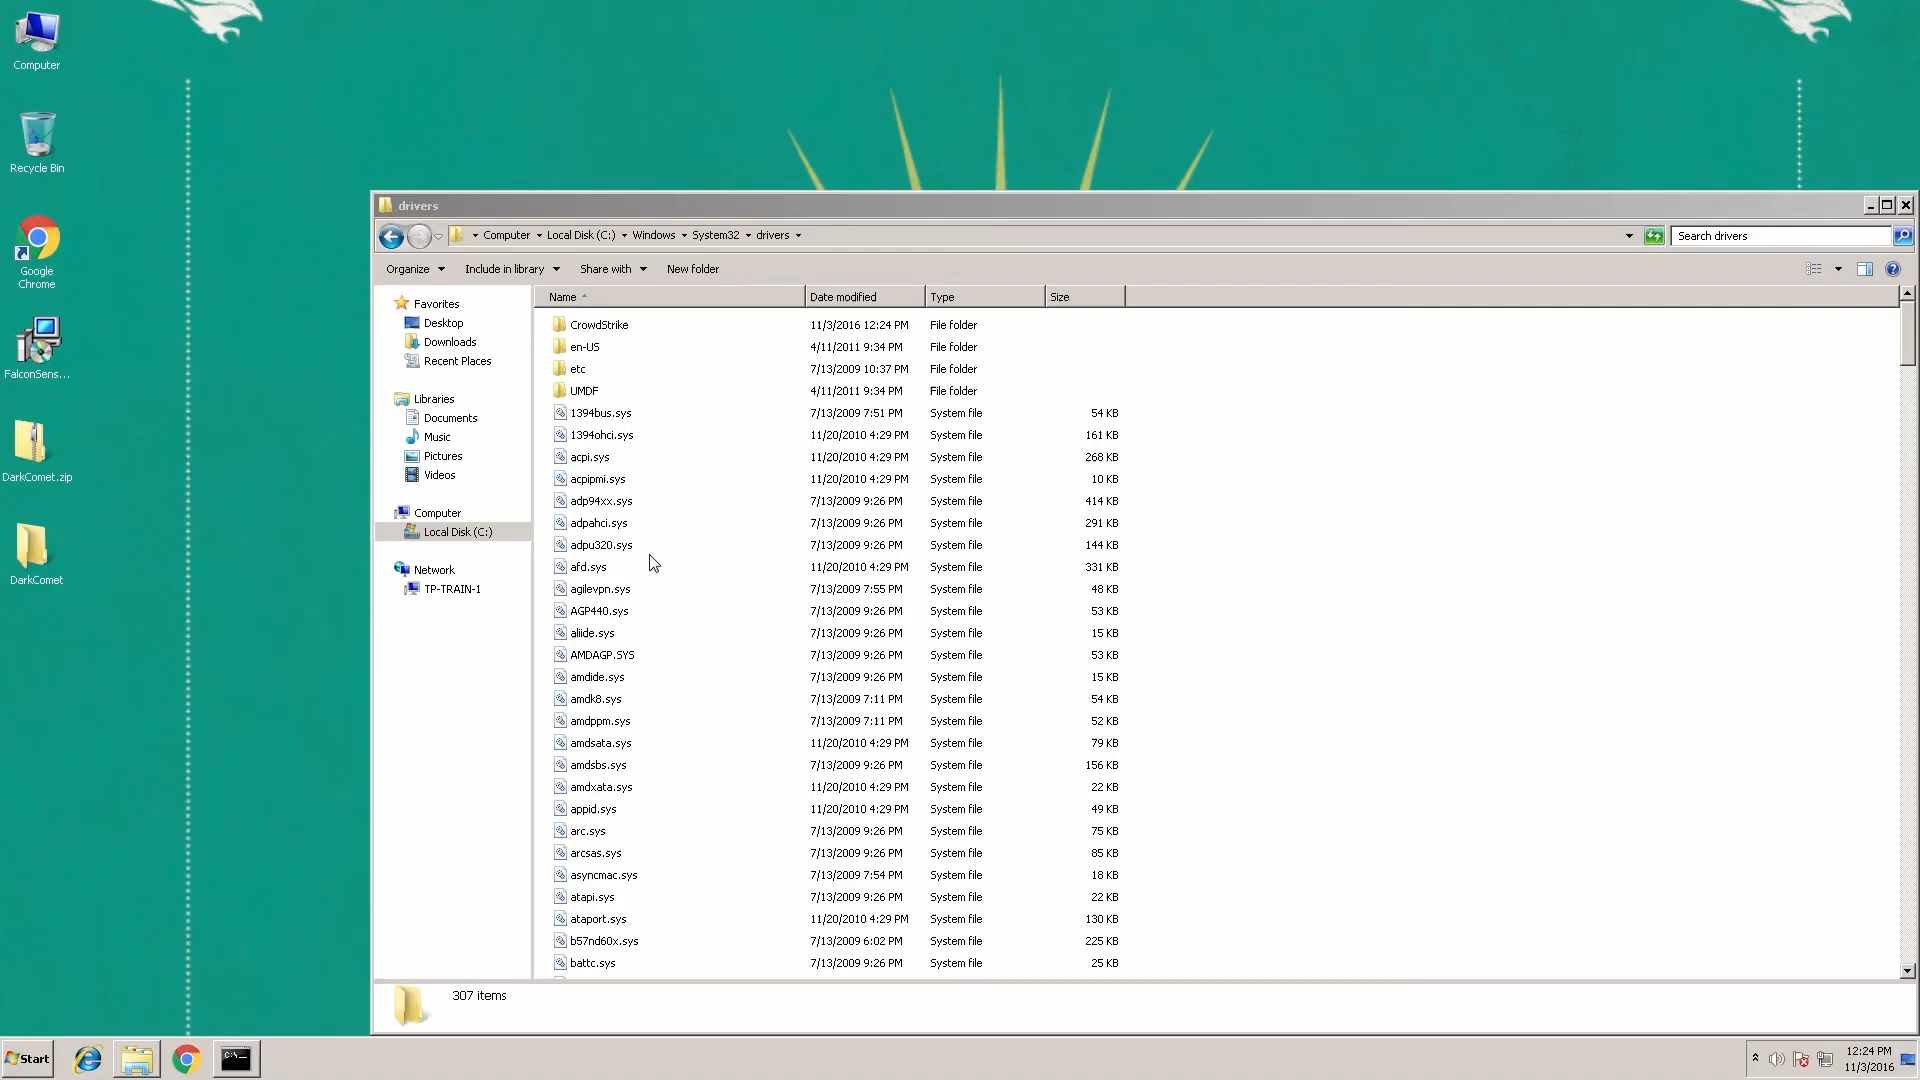 Computer
Recycle Bin
Google
Chrome
FalconSens...
DarkComet.zip
DarkComet
drivers
Computer Local Disk (C:) Windows System32 drivers
Search drivers
Organize Include in library Share with New folder
Favorites
Desktop
Downloads
Recent Places
Libraries
Documents
Music
Pictures
Videos
Computer
Local Disk (C:)
Network
TP-TRAIN-1
Name Date modified Type Size
CrowdStrike 11/3/2016 12:24 PM File folder
en-US 4/11/2011 9:34 PM File folder
etc 7/13/2009 10:37 PM File folder
UMDF 4/11/2011 9:34 PM File folder
1394bus.sys 7/13/2009 7:51 PM System file 54 KB
1394ohci.sys 11/20/2010 4:29 PM System file 161 KB
acpi.sys 11/20/2010 4:29 PM System file 268 KB
acpipmi.sys 11/20/2010 4:29 PM System file 10 KB
adp94xx.sys 7/13/2009 9:26 PM System file 414 KB
adpahci.sys 7/13/2009 9:26 PM System file 291 KB
adpu320.sys 7/13/2009 9:26 PM System file 144 KB
afd.sys 11/20/2010 4:29 PM System file 331 KB
agilevpn.sys 7/13/2009 7:55 PM System file 48 KB
AGP440.sys 7/13/2009 9:26 PM System file 53 KB
aliide.sys 7/13/2009 9:26 PM System file 15 KB
AMDAGP.SYS 7/13/2009 9:26 PM System file 53 KB
amdide.sys 7/13/2009 9:26 PM System file 15 KB
amdk8.sys 7/13/2009 7:11 PM System file 54 KB
amdppm.sys 7/13/2009 7:11 PM System file 52 KB
amdsata.sys 11/20/2010 4:29 PM System file 79 KB
amdsbs.sys 7/13/2009 9:26 PM System file 156 KB
amdxata.sys 11/20/2010 4:29 PM System file 22 KB
appid.sys 11/20/2010 4:29 PM System file 49 KB
arc.sys 7/13/2009 9:26 PM System file 75 KB
arcsas.sys 7/13/2009 9:26 PM System file 85 KB
asyncmac.sys 7/13/2009 7:54 PM System file 18 KB
atapi.sys 7/13/2009 9:26 PM System file 22 KB
ataport.sys 11/20/2010 4:29 PM System file 130 KB
b57nd60x.sys 7/13/2009 6:02 PM System file 225 KB
battc.sys 7/13/2009 9:26 PM System file 25 KB
307 items
Start
C:\_
12:24 PM
11/3/2016